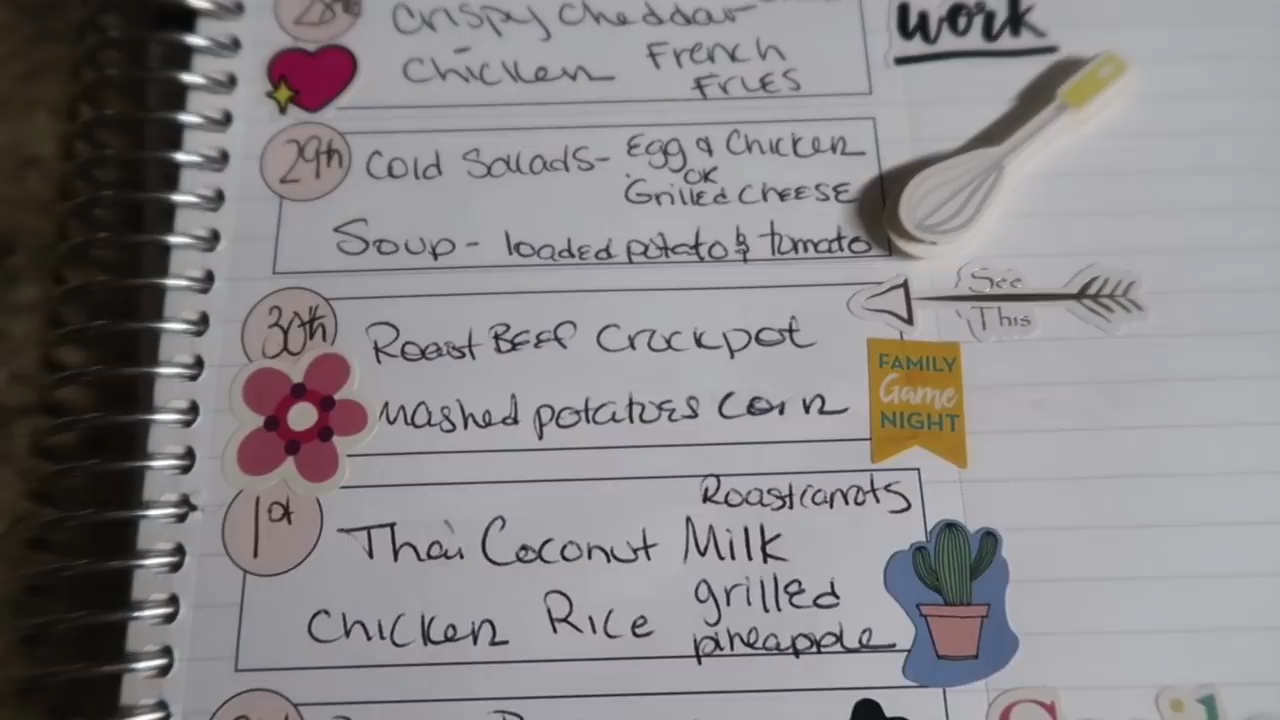 28th
Crispy Cheddar
work
Chicken French
Fries
29th
Cold Salads- Egg & Chicken
OR
Grilled Cheese
Soup- loaded potato & tomato
See
This
30th
Roast Beef Crockpot
FAMILY
Game
NIGHT
Mashed potatoes Corn
1st
Roast carrots
Thai Coconut Milk
grilled
Chicken Rice
pineapple